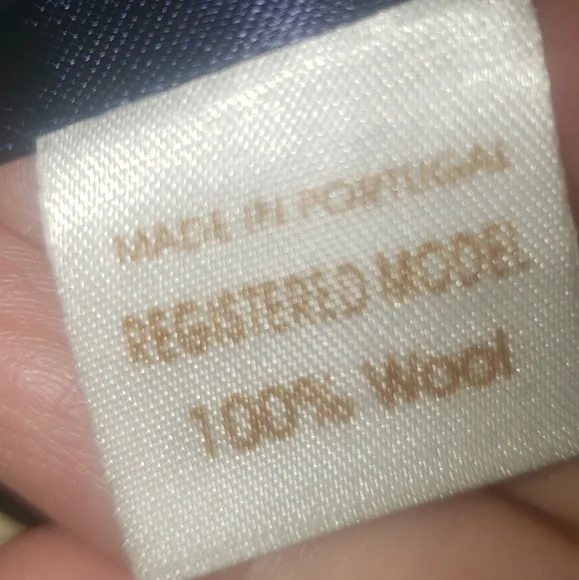 MADE IN PORTUGAL
REGISTERED MODEL
100% Wool